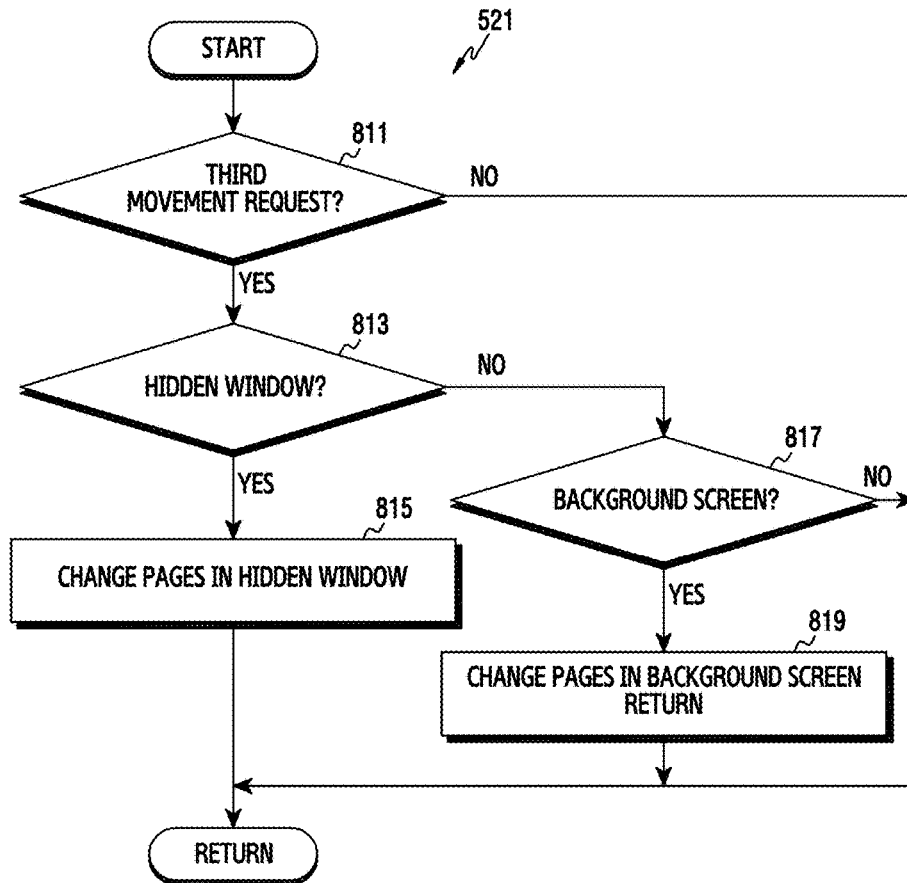 521
START
811
THIRD
MOVEMENT REQUEST?
NO
YES
813
HIDDEN WINDOW?
NO
817
YES
BACKGROUND SCREEN?
NO
815
CHANGE PAGES IN HIDDEN WINDOW
YES
819
CHANGE PAGES IN BACKGROUND SCREEN
RETURN
RETURN